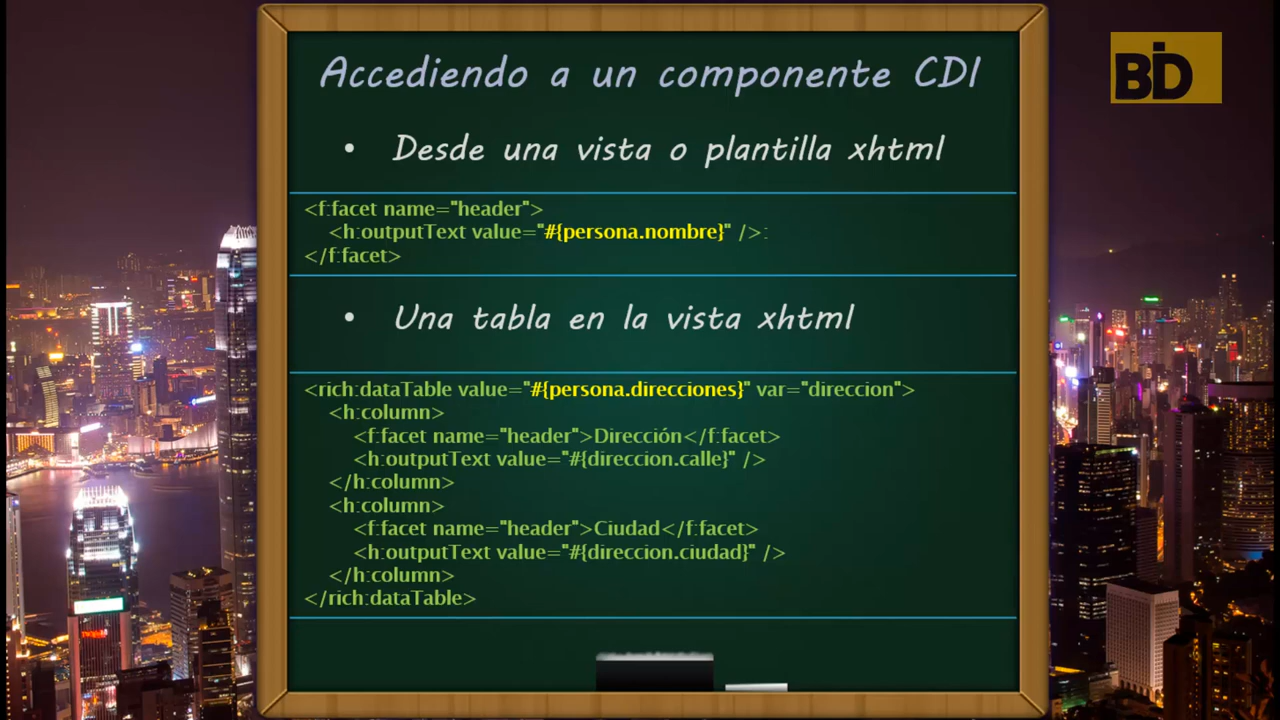 Accediendo a un componente CDI
BID
• Desde una vista o plantilla xhtml
<f:facet name="header">
<h:outputText value="#{persona.nombre}" />:
</f:facet>
• Una tabla en la vista xhtml
<rich:dataTable value="#{persona.direcciones}" var="direccion">
<h:column>
<f:facet name="header">Dirección</f:facet>
<h:outputText value="#{direccion.calle}" />
</h:column>
<h:column>
<f:facet name="header">Ciudad</f:facet>
<h:outputText value="#{direccion.ciudad}" />
</h:column>
</rich:dataTable>